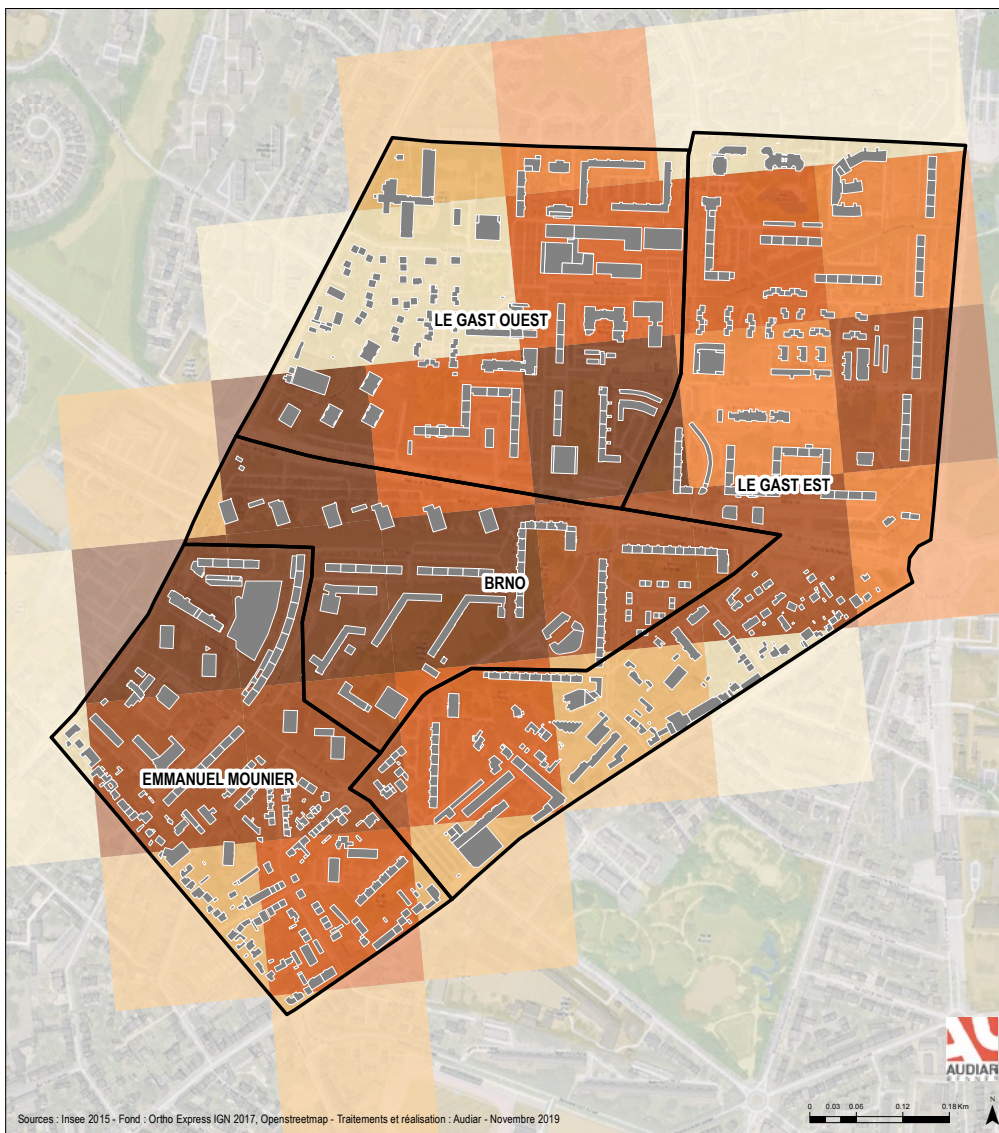 LE GAST OUEST
LE GAST EST
BRNO
EMMANUEL MOUNIER
AUDIAR
RENNES
N
0 0.03 0.06 0.12 0.18 Km
Sources : Insee 2015 - Fond : Ortho Express IGN 2017, Openstreetmap - Traitements et réalisation : Audiar - Novembre 2019